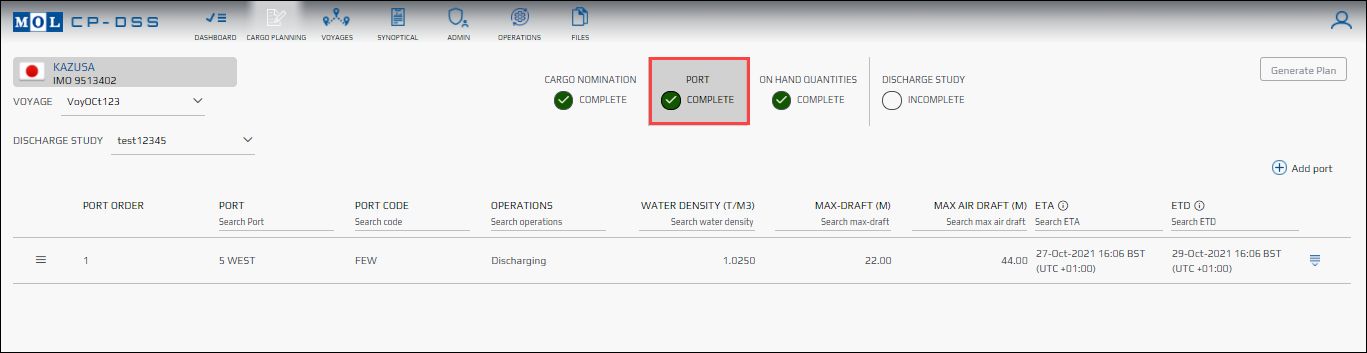 MOL CP-DSS
DASHBOARD CARGO PLANNING VOYAGES SYNOPTICAL ADMIN OPERATIONS FILES
KAZUSA
IMO 9513402
CARGO NOMINATION PORT ON HAND QUANTITIES DISCHARGE STUDY
COMPLETE COMPLETE COMPLETE INCOMPLETE
Generate Plan
VOYAGE VoyOCt123
DISCHARGE STUDY test12345
Add port
PORT ORDER PORT PORT CODE OPERATIONS WATER DENSITY (T/M3) MAX-DRAFT (M) MAX AIR DRAFT (M) ETA ETD
Search Port Search code Search operations Search water density Search max-draft Search max air draft Search ETA Search ETD
1 5 WEST FEW Discharging 1.0250 22.00 44.00 27-Oct-2021 16:06 BST 29-Oct-2021 16:06 BST
(UTC +01:00) (UTC +01:00)